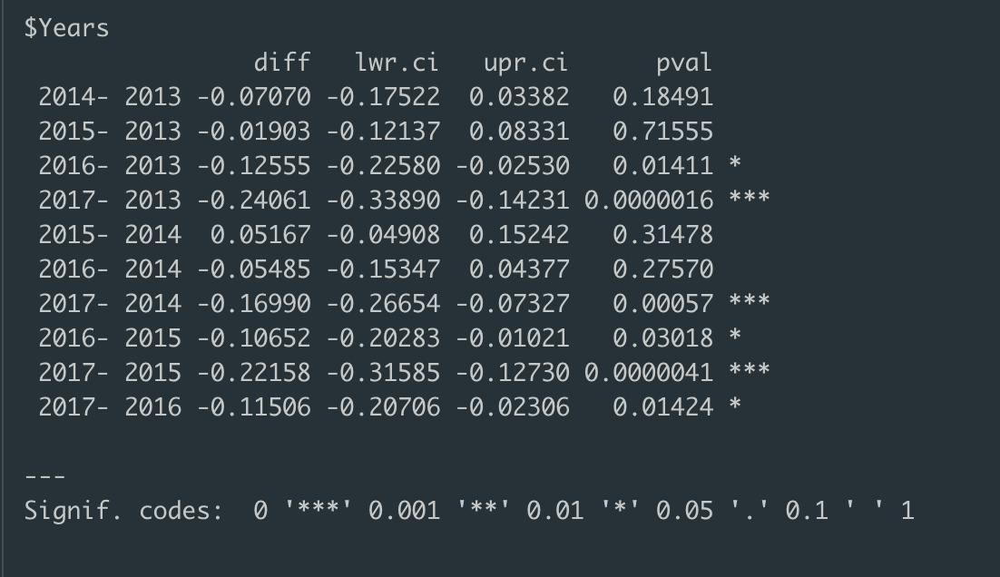 $Years
                diff   lwr.ci   upr.ci      pval
 2014- 2013 -0.07070 -0.17522  0.03382   0.18491
 2015- 2013 -0.01903 -0.12137  0.08331   0.71555
 2016- 2013 -0.12555 -0.22580 -0.02530   0.01411 *
 2017- 2013 -0.24061 -0.33890 -0.14231 0.0000016 ***
 2015- 2014  0.05167 -0.04908  0.15242   0.31478
 2016- 2014 -0.05485 -0.15347  0.04377   0.27570
 2017- 2014 -0.16990 -0.26654 -0.07327   0.00057 ***
 2016- 2015 -0.10652 -0.20283 -0.01021   0.03018 *
 2017- 2015 -0.22158 -0.31585 -0.12730 0.0000041 ***
 2017- 2016 -0.11506 -0.20706 -0.02306   0.01424 *
---
Signif. codes:  0 '***' 0.001 '**' 0.01 '*' 0.05 '.' 0.1 ' ' 1